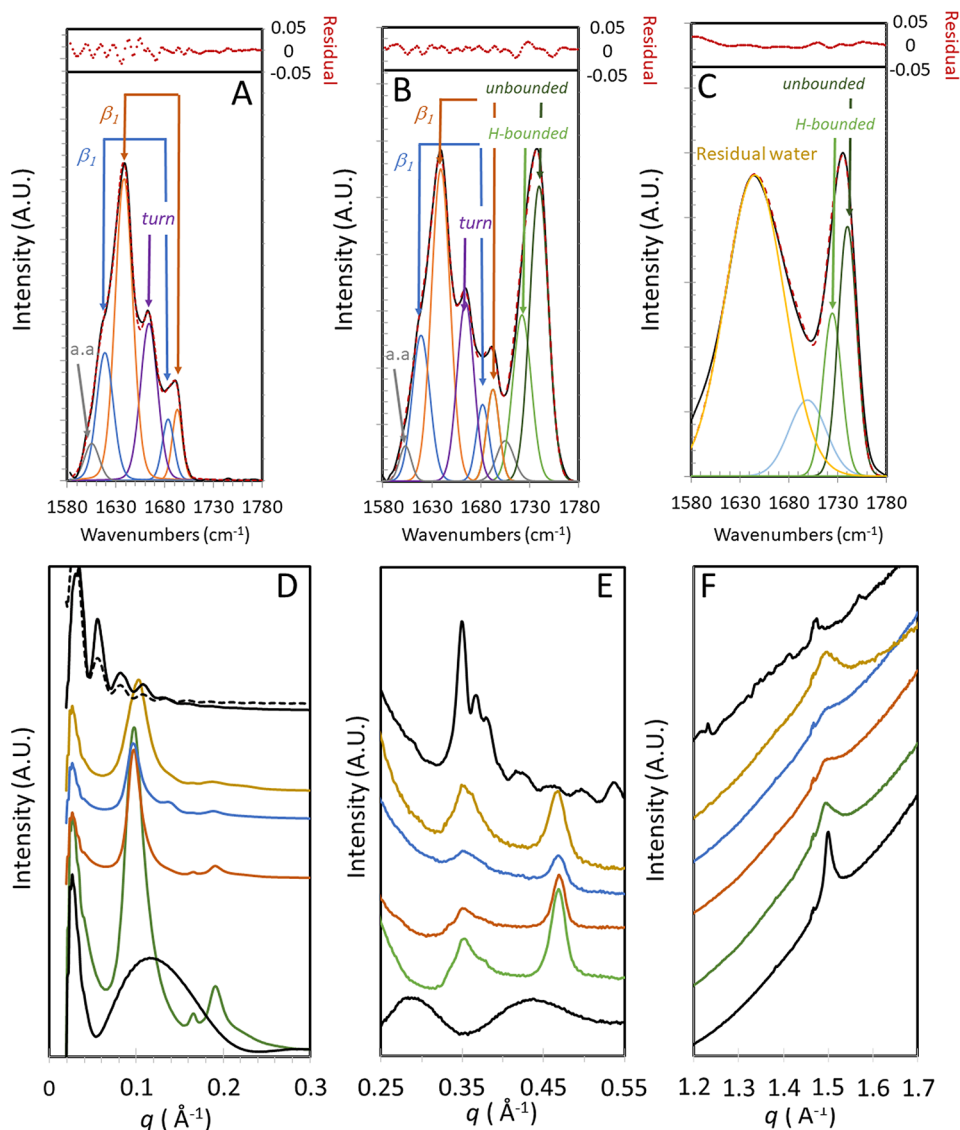 0.05
0
-0.05
Residual
A
β1
β1
turn
a.a
Intensity (A.U.)
1580 1630 1680 1730 1780
Wavenumbers (cm-1)
0.05
0
-0.05
Residual
B
unbounded
β1
H-bounded
β1
turn
a.a
Intensity (A.U.)
1580 1630 1680 1730 1780
Wavenumbers (cm-1)
0.05
0
-0.05
Residual
C
unbounded
H-bounded
Residual water
Intensity (A.U.)
1580 1630 1680 1730 1780
Wavenumbers (cm-1)
D
Intensity (A.U.)
0 0.1 0.2 0.3
q ( Å-1)
E
Intensity (A.U.)
0.25 0.35 0.45 0.55
q ( Å-1)
F
Intensity (A.U.)
1.2 1.3 1.4 1.5 1.6 1.7
q ( A-1)